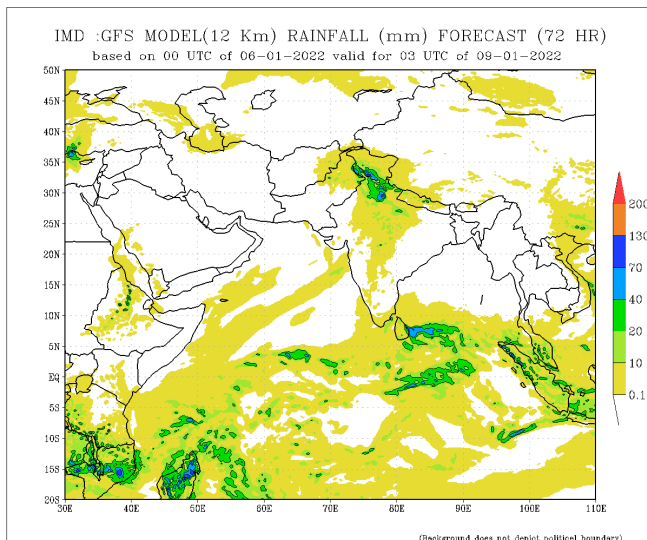 IMD :GFS MODEL(12 Km) RAINFALL (mm) FORECAST (72 HR)
based on 00 UTC of 06-01-2022 valid for 03 UTC of 09-01-2022
50N
45N
40N
35N
30N
25N
20N
15N
10N
5N
EQ
5S
10S
15S
20S
30E 40E 50E 60E 70E 80E 90E 100E 110E
200
130
70
40
20
10
0.1
(Background does not depict political boundary)